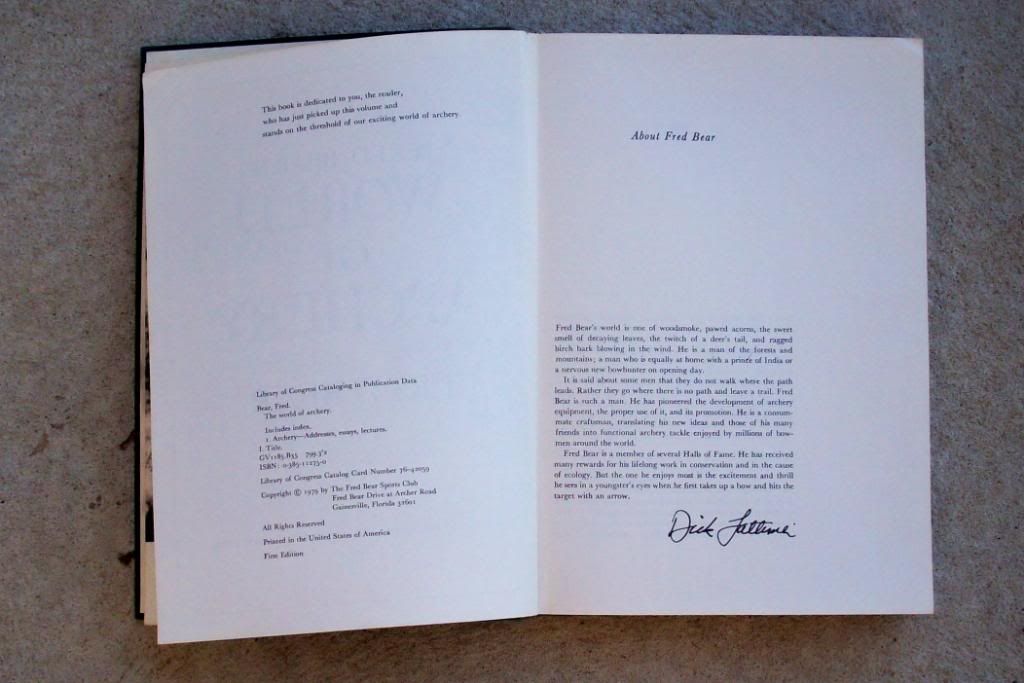 This book is dedicated to you, the reader,
who has just picked up this volume and
stands on the threshold of our exciting world of archery.
Library of Congress Cataloging in Publication Data
Bear, Fred.
The world of archery.
Includes index.
1. Archery—Addresses, essays, lectures.
I. Title.
GV1185.B35 799.3'2
ISBN: 0-385-11275-0
Library of Congress Catalog Card Number 76-42059
Copyright © 1979 by The Fred Bear Sports Club
Fred Bear Drive at Archer Road
Gainesville, Florida 32601
All Rights Reserved
Printed in the United States of America
First Edition
About Fred Bear
Fred Bear's world is one of woodsmoke, pawed acorns, the sweet
smell of decaying leaves, the twitch of a deer's tail, and ragged
birch bark blowing in the wind. He is a man of the forests and
mountains; a man who is equally at home with a prince of India or
a nervous new bowhunter on opening day.
It is said about some men that they do not walk where the path
leads. Rather they go where there is no path and leave a trail. Fred
Bear is such a man. He has pioneered the development of archery
equipment, the proper use of it, and its promotion. He is a consum-
mate craftsman, translating his new ideas and those of his many
friends into functional archery tackle enjoyed by millions of bow-
men around the world.
Fred Bear is a member of several Halls of Fame. He has received
many rewards for his lifelong work in conservation and in the cause
of ecology. But the one he enjoys most is the excitement and thrill
he sees in a youngster's eyes when he first takes up a bow and hits the
target with an arrow.
Dick Lattimer